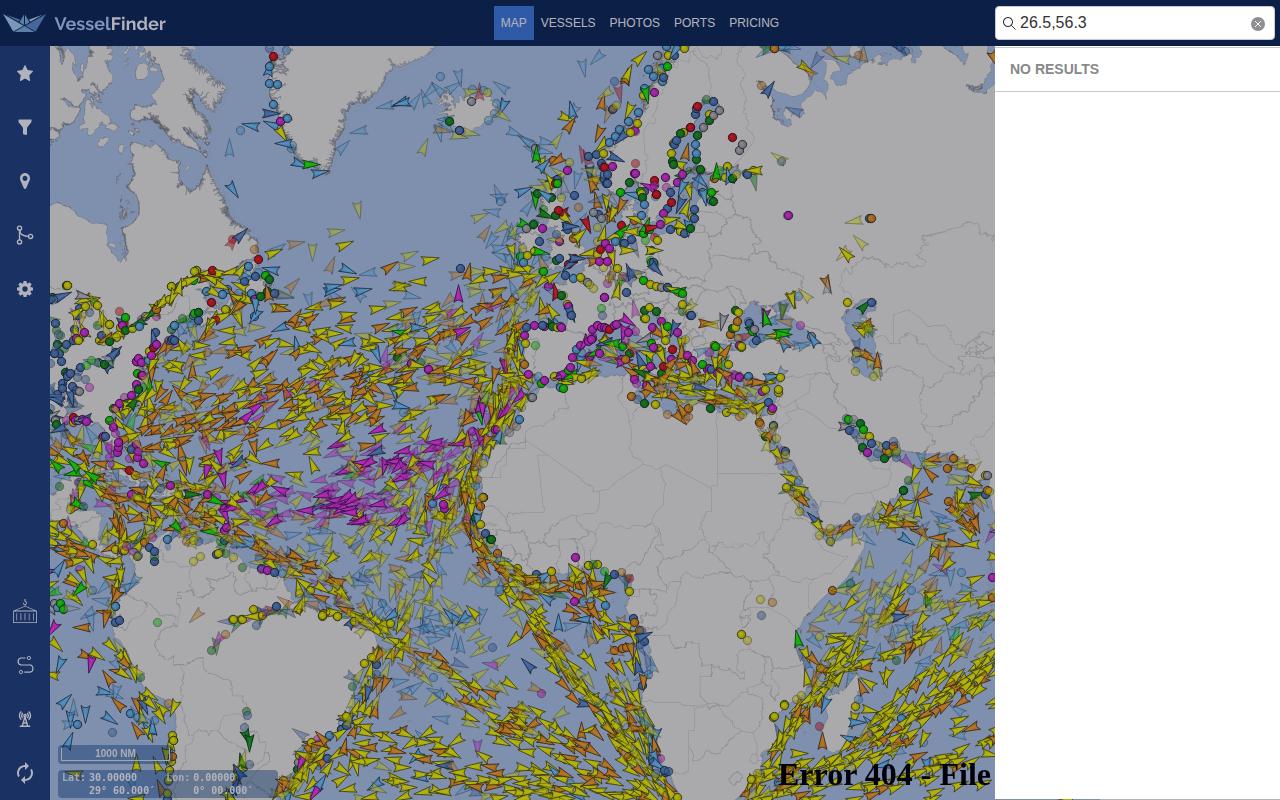 VesselFinder
MAP VESSELS PHOTOS PORTS PRICING
26.5,56.3
NO RESULTS
1000 NM
Lat: 30.00000 Lon: 0.00000
29° 60.000´ 0° 00.000´
Error 404 - File